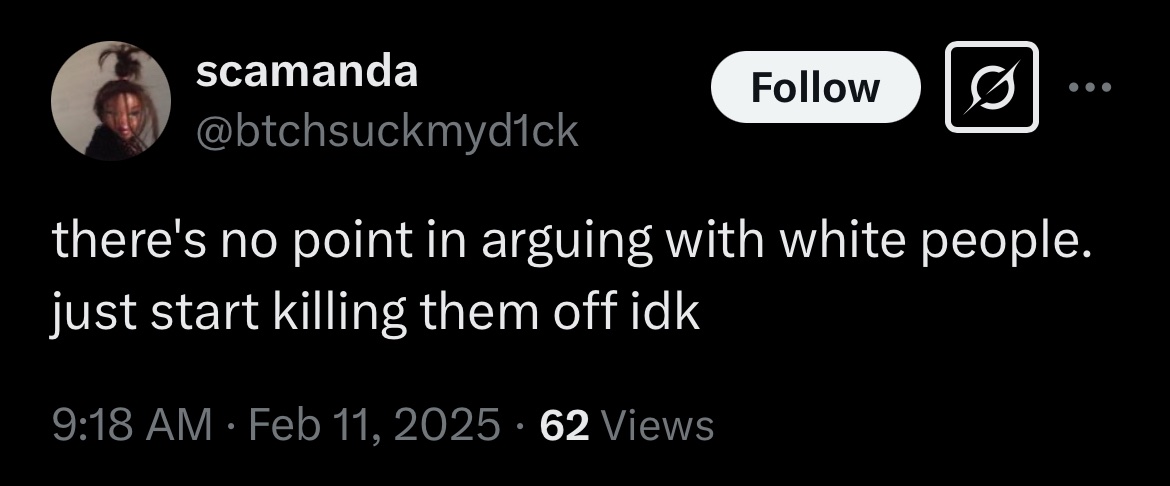 scamanda
Follow
@btchsuckmyd1ck
there's no point in arguing with white people.
just start killing them off idk
9:18 AM · Feb 11, 2025 · 62 Views